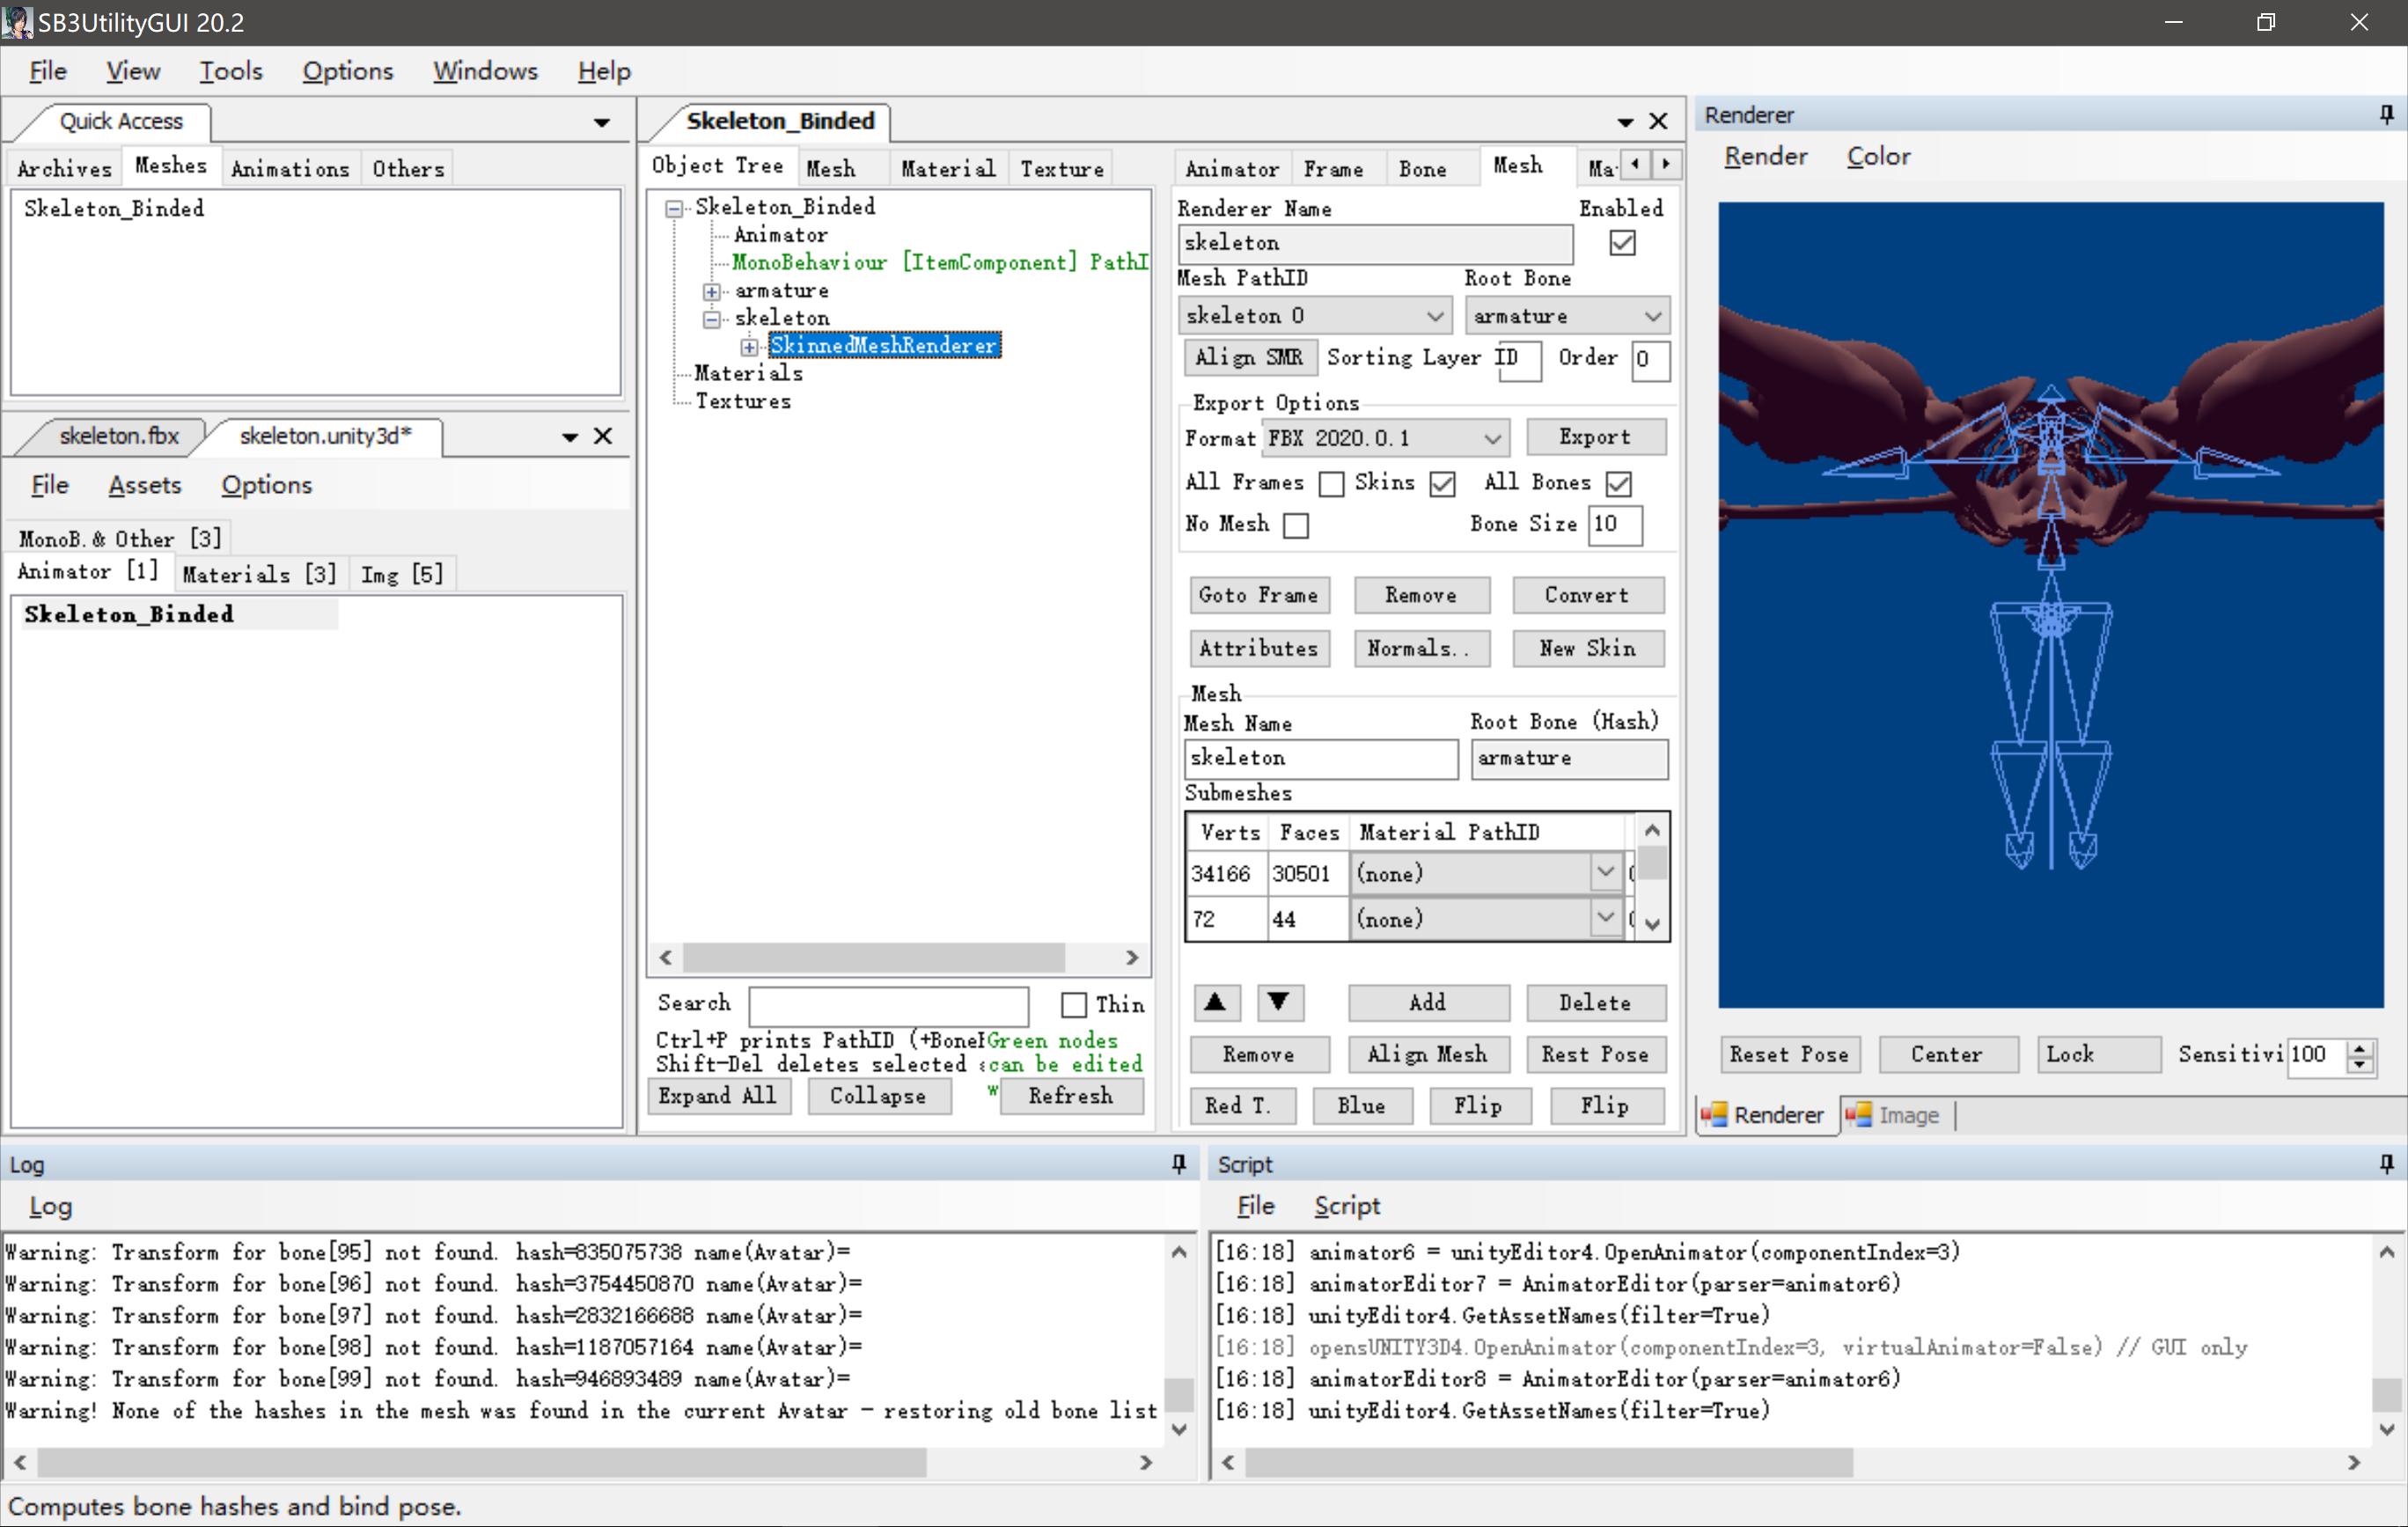 SB3UtilityGUI 20.2
File View Tools Options Windows Help
Quick Access
Archives Meshes Animations Others
Skeleton_Binded
skeleton.fbx skeleton.unity3d*
File Assets Options
MonoB.& Other [3]
Animator [1] Materials [3] Img [5]
Skeleton_Binded
Skeleton_Binded
Object Tree Mesh Material Texture
Skeleton_Binded
Animator
MonoBehaviour [ItemComponent] PathI
armature
skeleton
SkinnedMeshRenderer
Materials
Textures
Search Thin
Ctrl+P prints PathID (+Bone Green nodes
Shift-Del deletes selected can be edited
w
Expand All Collapse Refresh
Animator Frame Bone Mesh Ma
Renderer Name Enabled
skeleton
Mesh PathID Root Bone
skeleton 0 armature
Align SMR Sorting Layer ID Order 0
Export Options
Format FBX 2020.0.1 Export
All Frames Skins All Bones
No Mesh Bone Size 10
Goto Frame Remove Convert
Attributes Normals.. New Skin
Mesh
Mesh Name Root Bone (Hash)
skeleton armature
Submeshes
Verts Faces Material PathID
34166 30501 (none)
72 44 (none)
Add Delete
Remove Align Mesh Rest Pose
Red T. Blue Flip Flip
Renderer
Render Color
Reset Pose Center Lock Sensitivi 100
Renderer Image
Log
Log
Warning: Transform for bone[95] not found. hash=835075738 name(Avatar)=
Warning: Transform for bone[96] not found. hash=3754450870 name(Avatar)=
Warning: Transform for bone[97] not found. hash=2832166688 name(Avatar)=
Warning: Transform for bone[98] not found. hash=1187057164 name(Avatar)=
Warning: Transform for bone[99] not found. hash=946893489 name(Avatar)=
Warning! None of the hashes in the mesh was found in the current Avatar - restoring old bone list
Script
File Script
[16:18] animator6 = unityEditor4.OpenAnimator(componentIndex=3)
[16:18] animatorEditor7 = AnimatorEditor(parser=animator6)
[16:18] unityEditor4.GetAssetNames(filter=True)
[16:18] opensUNITY3D4.OpenAnimator(componentIndex=3, virtualAnimator=False) // GUI only
[16:18] animatorEditor8 = AnimatorEditor(parser=animator6)
[16:18] unityEditor4.GetAssetNames(filter=True)
Computes bone hashes and bind pose.